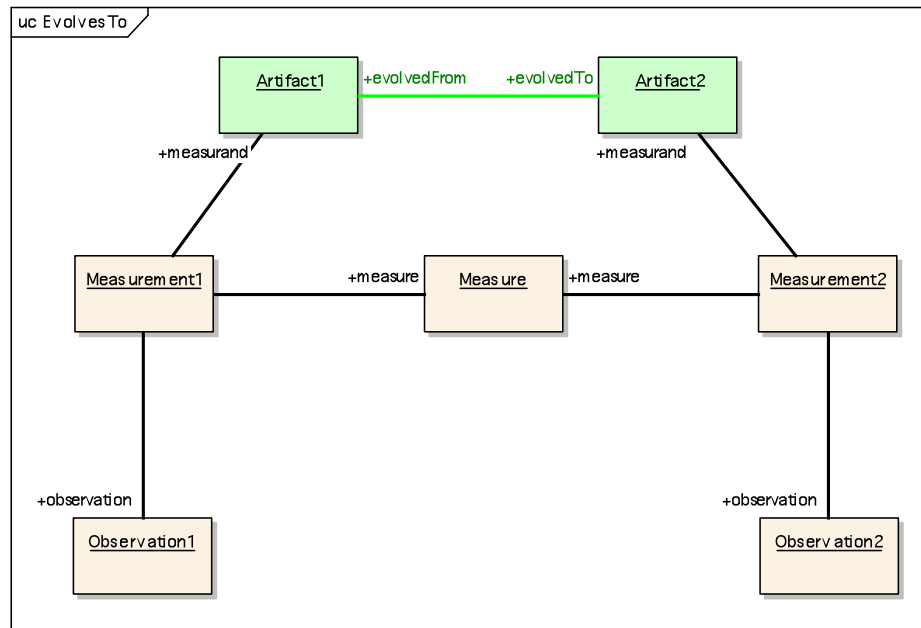 uc EvolvesTo
Artifact1
+evolvedFrom
+evolvedTo
Artifact2
+measurand
+measurand
Measurement1
+measure
Measure
+measure
Measurement2
+observation
+observation
Observation1
Observation2